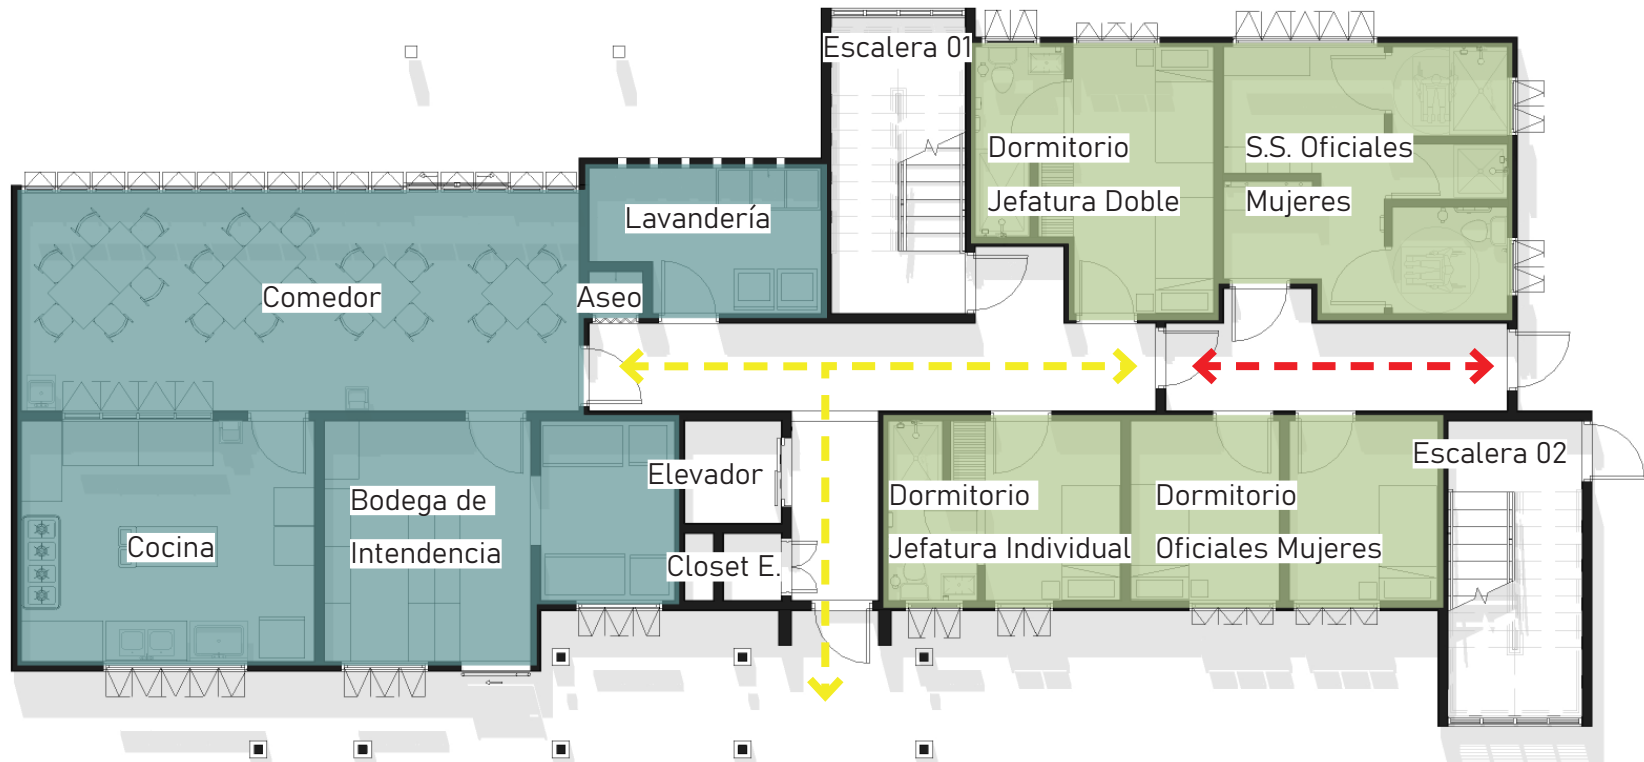 Escalera 01
Dormitorio
Jefatura Doble
S.S. Oficiales
Mujeres
Lavandería
Comedor
Aseo
Escalera 02
Elevador
Bodega de
Intendencia
Dormitorio
Jefatura Individual
Dormitorio
Oficiales Mujeres
Cocina
Closet E.